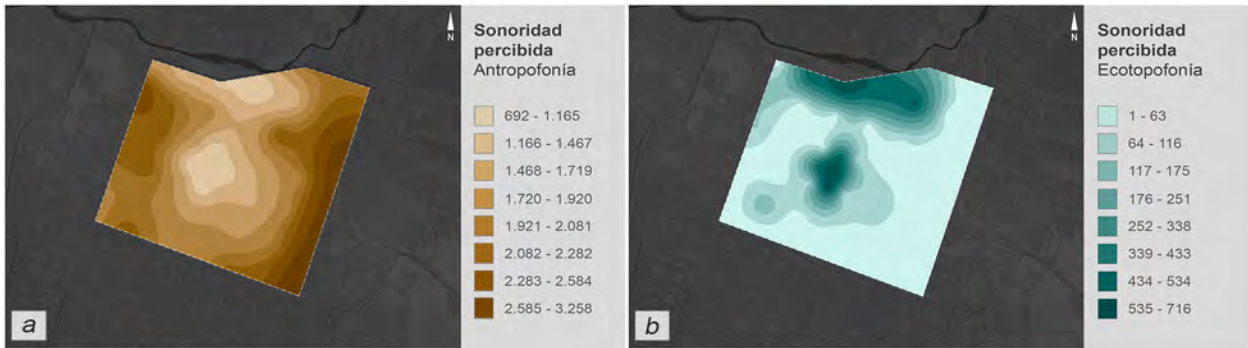 N
Sonoridad
percibida
Antropofonía
692 - 1.165
1.166 - 1.467
1.468 - 1.719
1.720 - 1.920
1.921 - 2.081
2.082 - 2.282
2.283 - 2.584
2.585 - 3.258
a
N
Sonoridad
percibida
Ecotopofonía
1 - 63
64 - 116
117 - 175
176 - 251
252 - 338
339 - 433
434 - 534
535 - 716
b